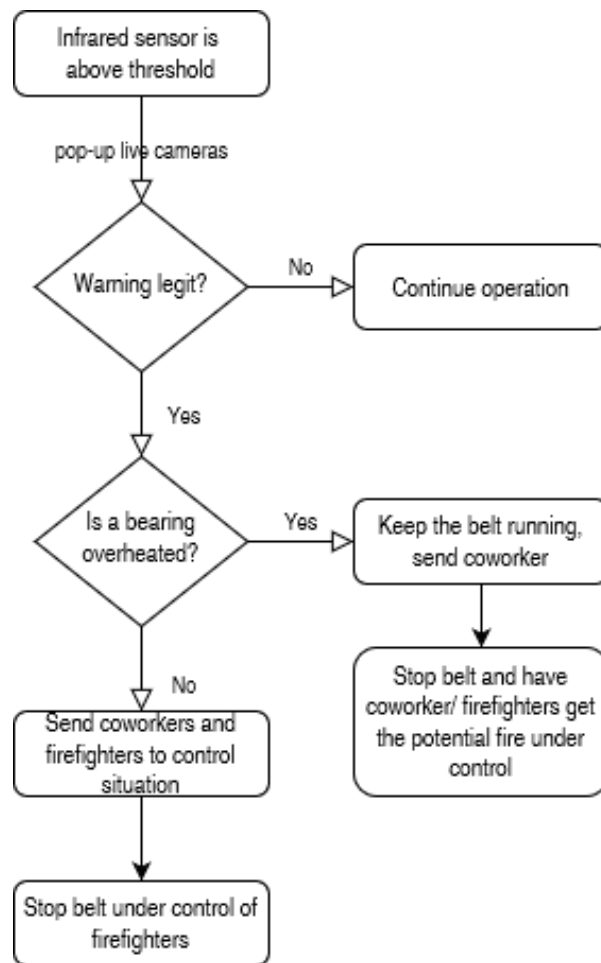 Infrared sensor is
above threshold
pop-up live cameras
Warning legit?
No
Continue operation
Yes
Is a bearing
overheated?
Yes
Keep the belt running,
send coworker
No
Stop belt and have
coworker/ firefighters get
the potential fire under
control
Send coworkers and
firefighters to control
situation
Stop belt under control of
firefighters